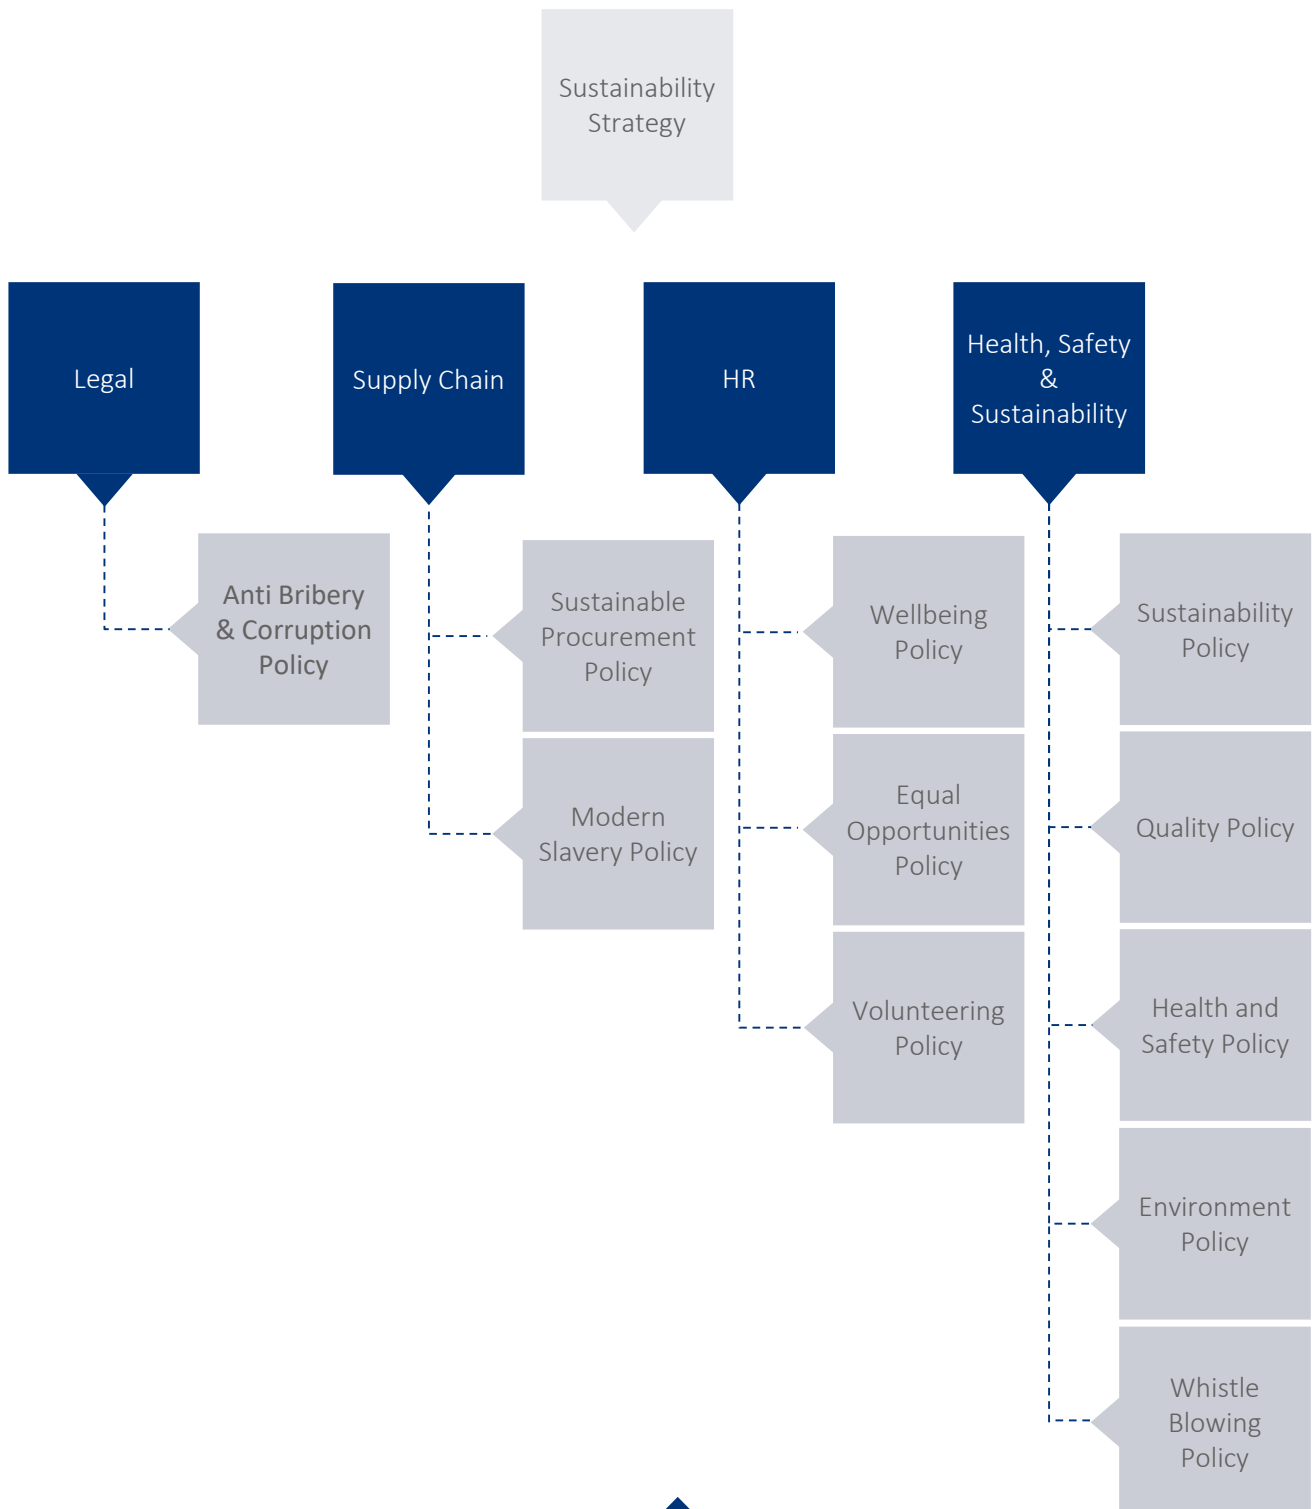 Sustainability
Strategy
Legal
Supply Chain
HR
Health, Safety
&
Sustainability
Anti Bribery
& Corruption
Policy
Sustainable
Procurement
Policy
Modern
Slavery Policy
Wellbeing
Policy
Equal
Opportunities
Policy
Volunteering
Policy
Sustainability
Policy
Quality Policy
Health and
Safety Policy
Environment
Policy
Whistle
Blowing
Policy